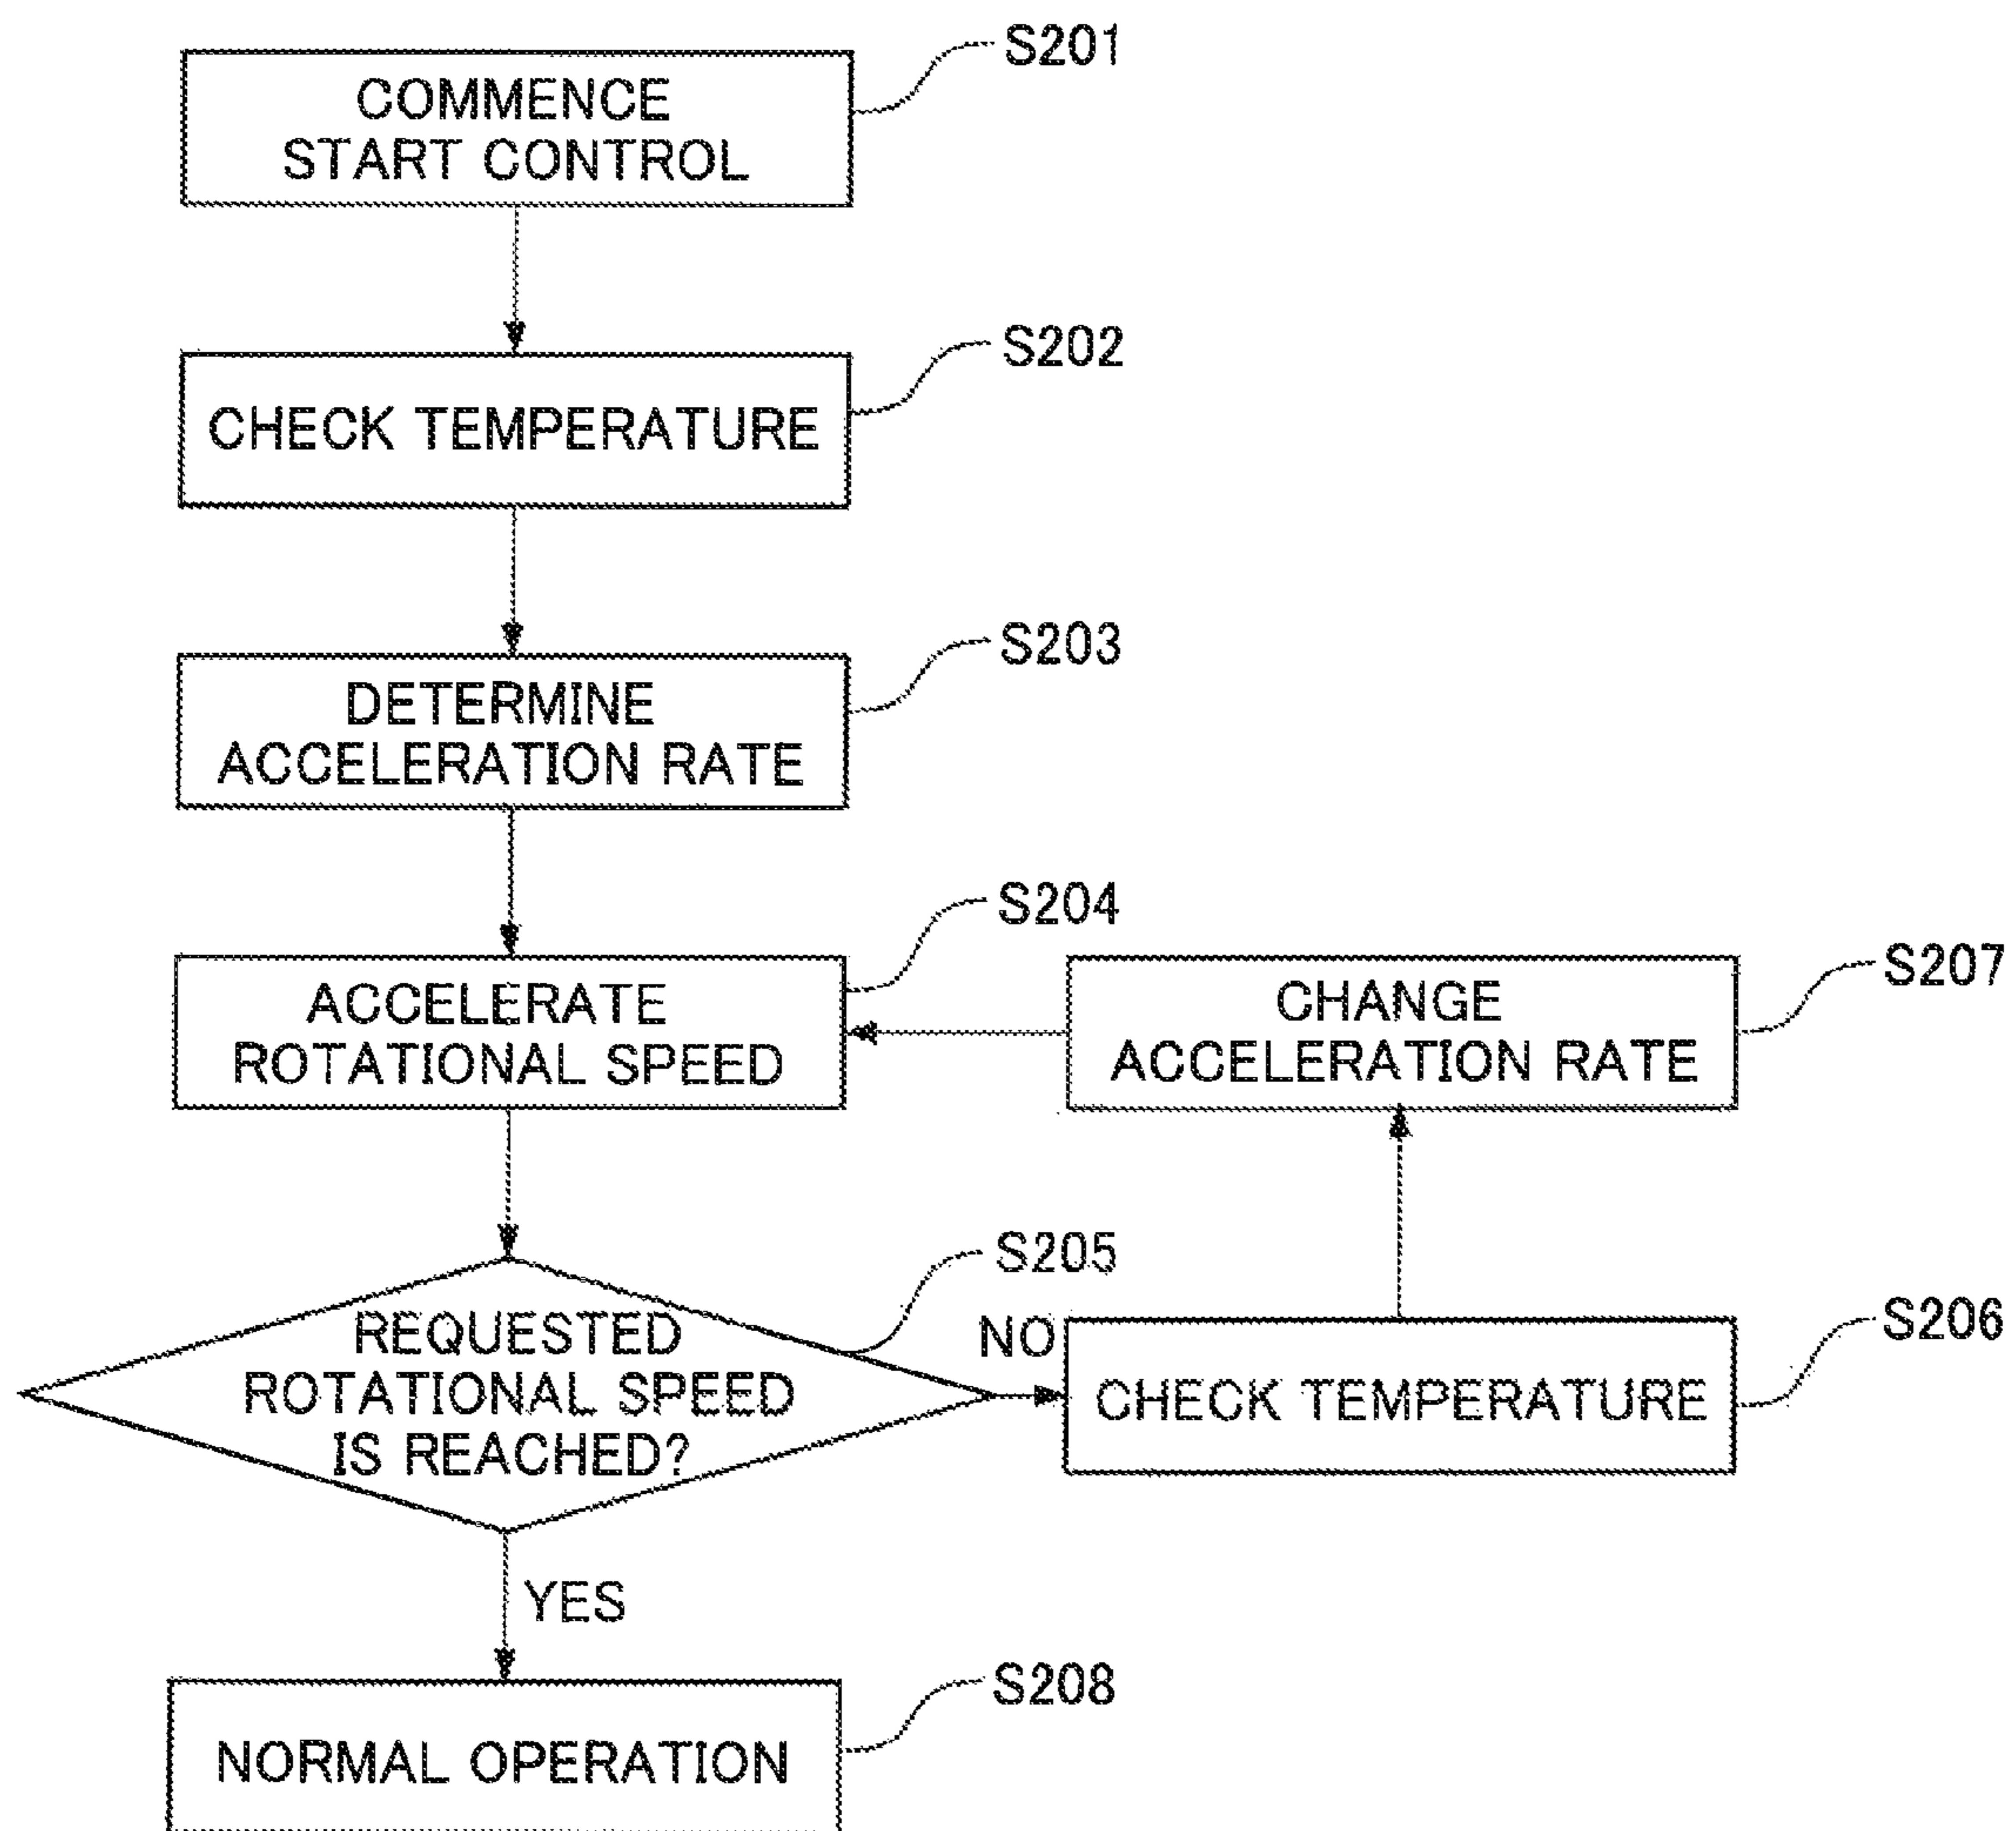 COMMENCE
START CONTROL
S201
CHECK TEMPERATURE
S202
DETERMINE
ACCELERATION RATE
S203
ACCELERATE
ROTATIONAL SPEED
S204
CHANGE
ACCELERATION RATE
S207
REQUESTED
ROTATIONAL SPEED
IS REACHED?
S205
NO
CHECK TEMPERATURE
S206
YES
NORMAL OPERATION
S208